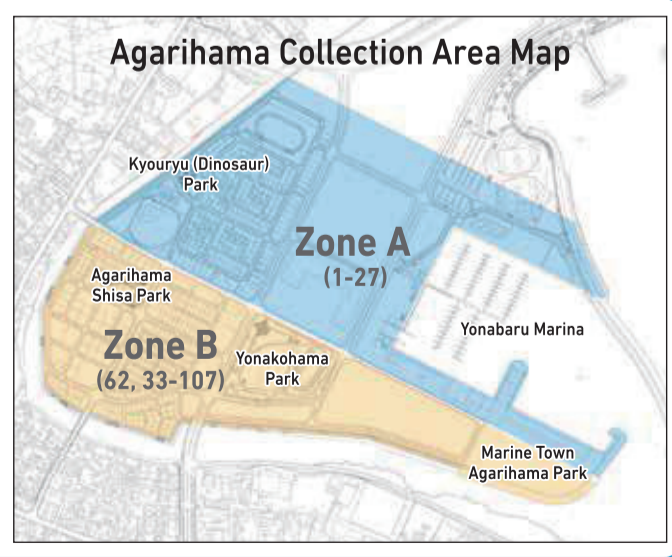 Agarihama Collection Area Map
Kyouryu (Dinosaur)
Park
Zone A
(1-27)
Agarihama
Shisa Park
Zone B
(62, 33-107)
Yonakohama
Park
Yonabaru Marina
Marine Town
Agarihama Park